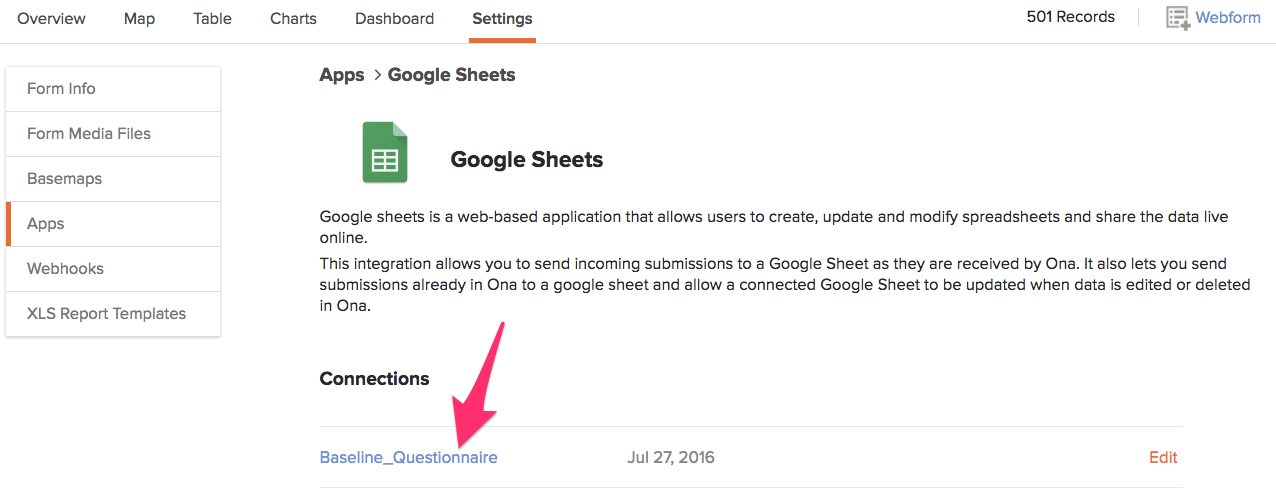 Overview Map Table Charts Dashboard Settings 501 Records Webform
Form Info
Form Media Files
Basemaps
Apps
Webhooks
XLS Report Templates
Apps > Google Sheets
Google Sheets
Google sheets is a web-based application that allows users to create, update and modify spreadsheets and share the data live
online.
This integration allows you to send incoming submissions to a Google Sheet as they are received by Ona. It also lets you send
submissions already in Ona to a google sheet and allow a connected Google Sheet to be updated when data is edited or deleted
in Ona.
Connections
Baseline_Questionnaire Jul 27, 2016 Edit